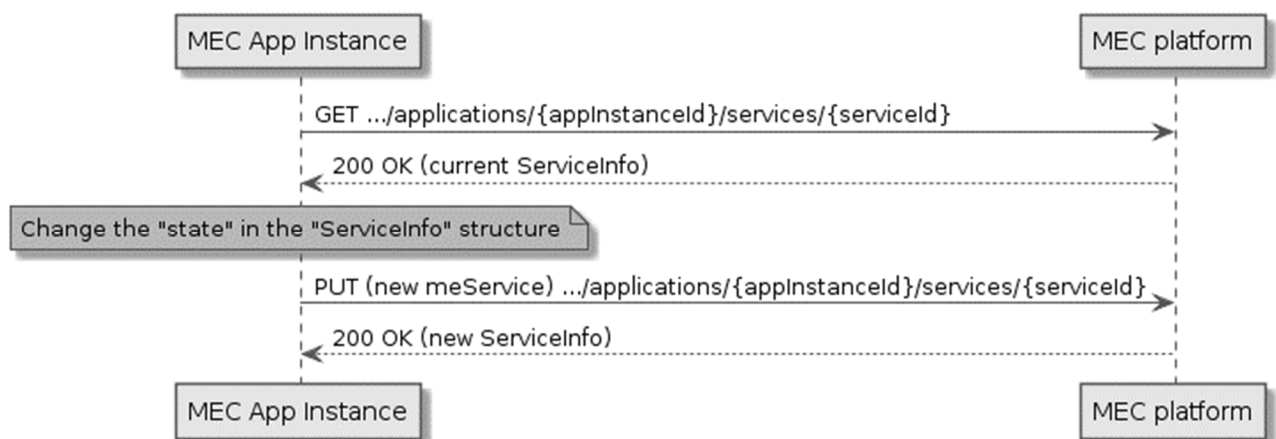 MEC App Instance
MEC platform
GET .../applications/{appInstanceId}/services/{serviceId}
200 OK (current ServiceInfo)
Change the "state" in the "ServiceInfo" structure
PUT (new meService) .../applications/{appInstanceId}/services/{serviceId}
200 OK (new ServiceInfo)
MEC App Instance
MEC platform